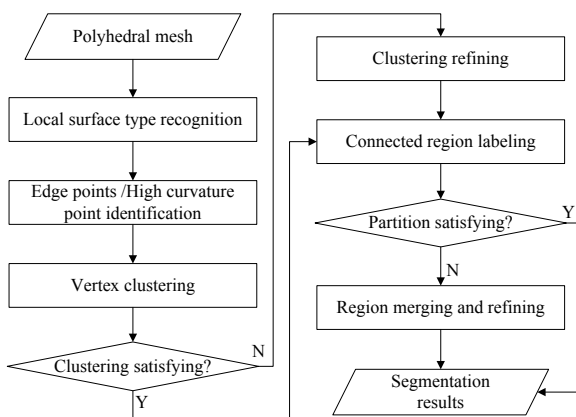 Polyhedral mesh
Local surface type recognition
Edge points /High curvature
point identification
Vertex clustering
Clustering satisfying?
N
Y
Clustering refining
Connected region labeling
Partition satisfying?
Y
N
Region merging and refining
Segmentation
results